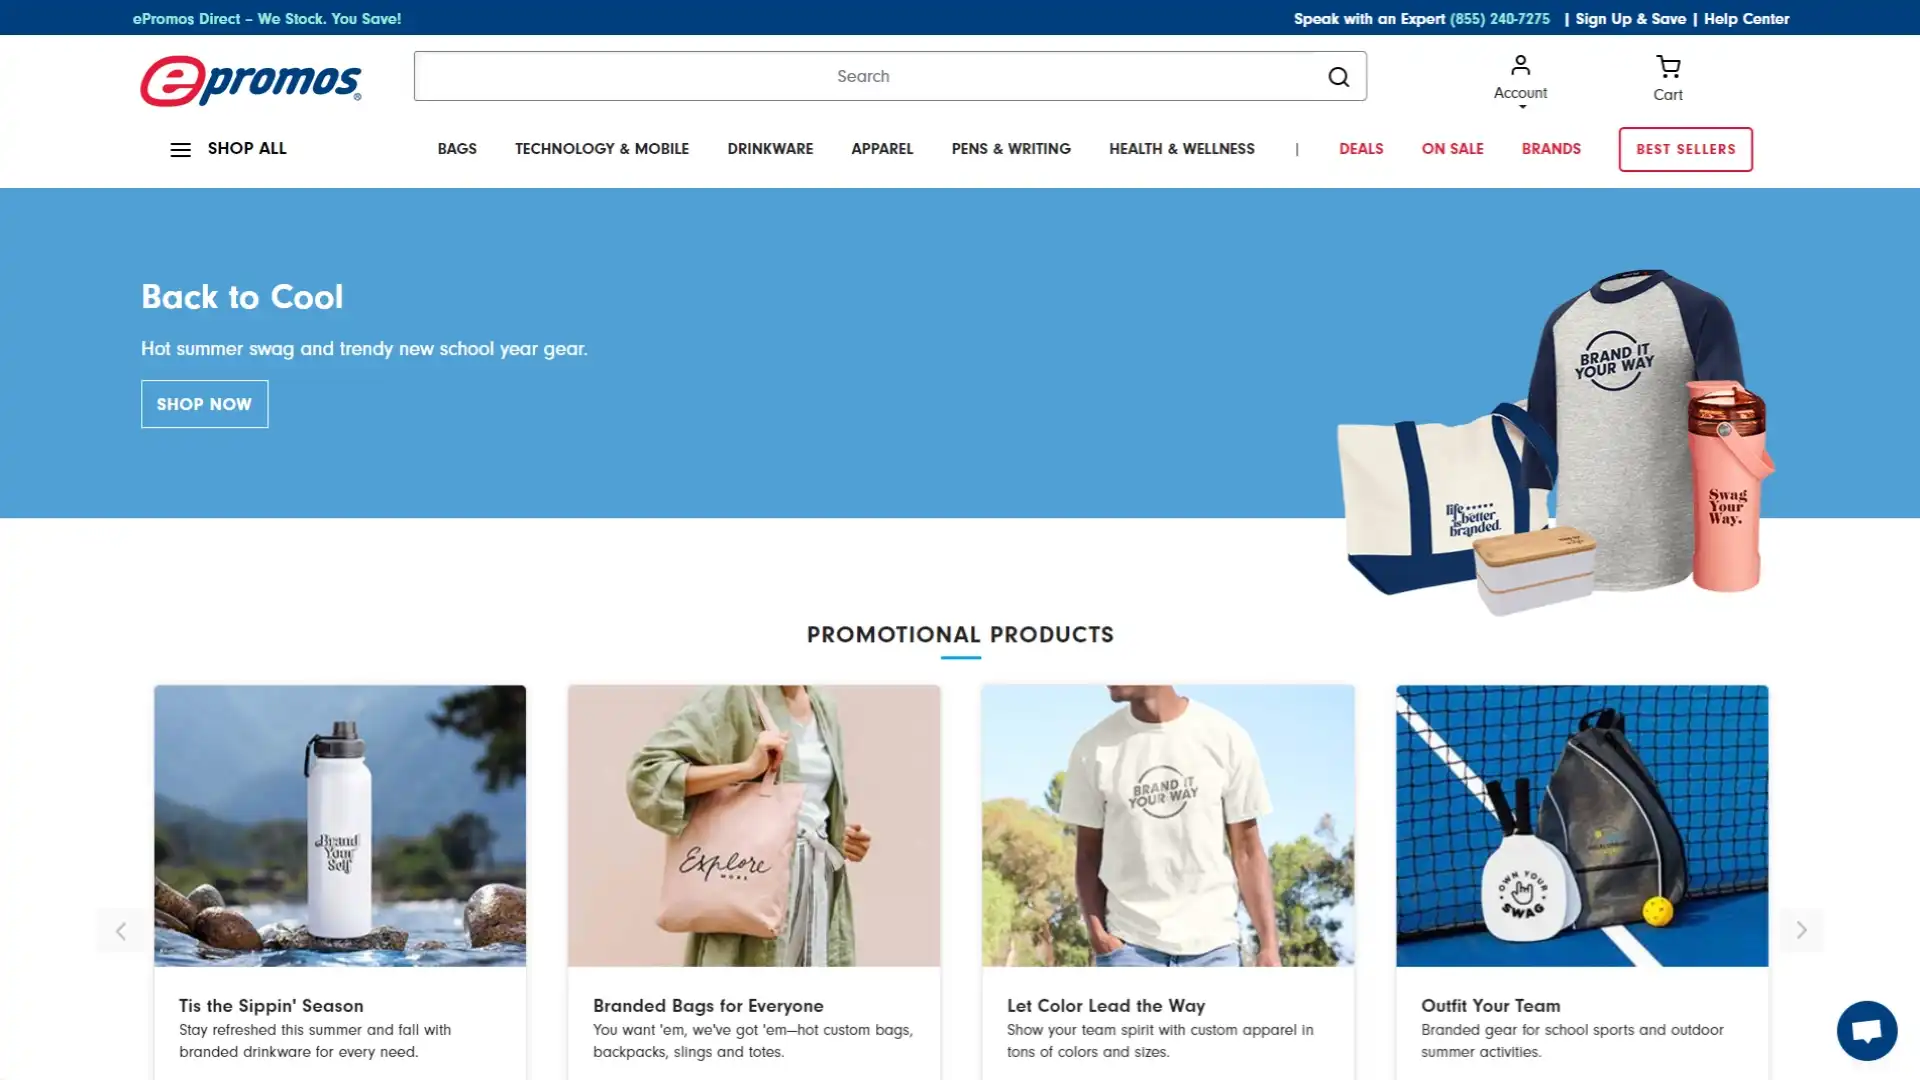 ePromos Direct – We Stock. You Save!
Speak with an Expert (855) 240-7275 | Sign Up & Save | Help Center
epromos®
Search
Account
Cart
SHOP ALL
BAGS
TECHNOLOGY & MOBILE
DRINKWARE
APPAREL
PENS & WRITING
HEALTH & WELLNESS
|
DEALS
ON SALE
BRANDS
BEST SELLERS
Back to Cool
Hot summer swag and trendy new school year gear.
SHOP NOW
BRAND IT
YOUR WAY
life
is better
branded.
Swag
Your
Way.
PROMOTIONAL PRODUCTS
Brand
Your
Self
Explore
MORE
BRAND IT
YOUR WAY
OWN YOUR
SWAG
Tis the Sippin' Season
Stay refreshed this summer and fall with
branded drinkware for every need.
Branded Bags for Everyone
You want 'em, we've got 'em—hot custom bags,
backpacks, slings and totes.
Let Color Lead the Way
Show your team spirit with custom apparel in
tons of colors and sizes.
Outfit Your Team
Branded gear for school sports and outdoor
summer activities.